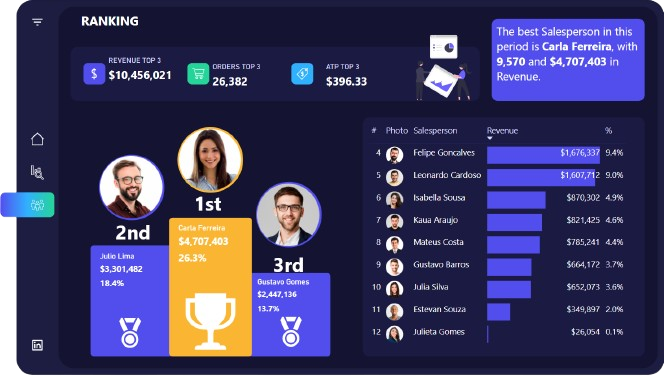 RANKING
REVENUE TOP 3
$10,456,021
ORDERS TOP 3
26,382
ATP TOP 3
$396.33
The best Salesperson in this
period is Carla Ferreira, with
9,570 and $4,707,403 in
Revenue.
1st
Carla Ferreira
$4,707,403
26.3%
2nd
Julio Lima
$3,301,482
18.4%
3rd
Gustavo Gomes
$2,447,136
13.7%
# Photo Salesperson Revenue %
4 Felipe Goncalves $1,676,337 9.4%
5 Leonardo Cardoso $1,607,712 9.0%
6 Isabella Sousa $870,302 4.9%
7 Kaua Araujo $821,425 4.6%
8 Mateus Costa $785,241 4.4%
9 Gustavo Barros $664,172 3.7%
10 Julia Silva $652,073 3.6%
11 Estevan Souza $349,897 2.0%
12 Julieta Gomes $26,054 0.1%
in